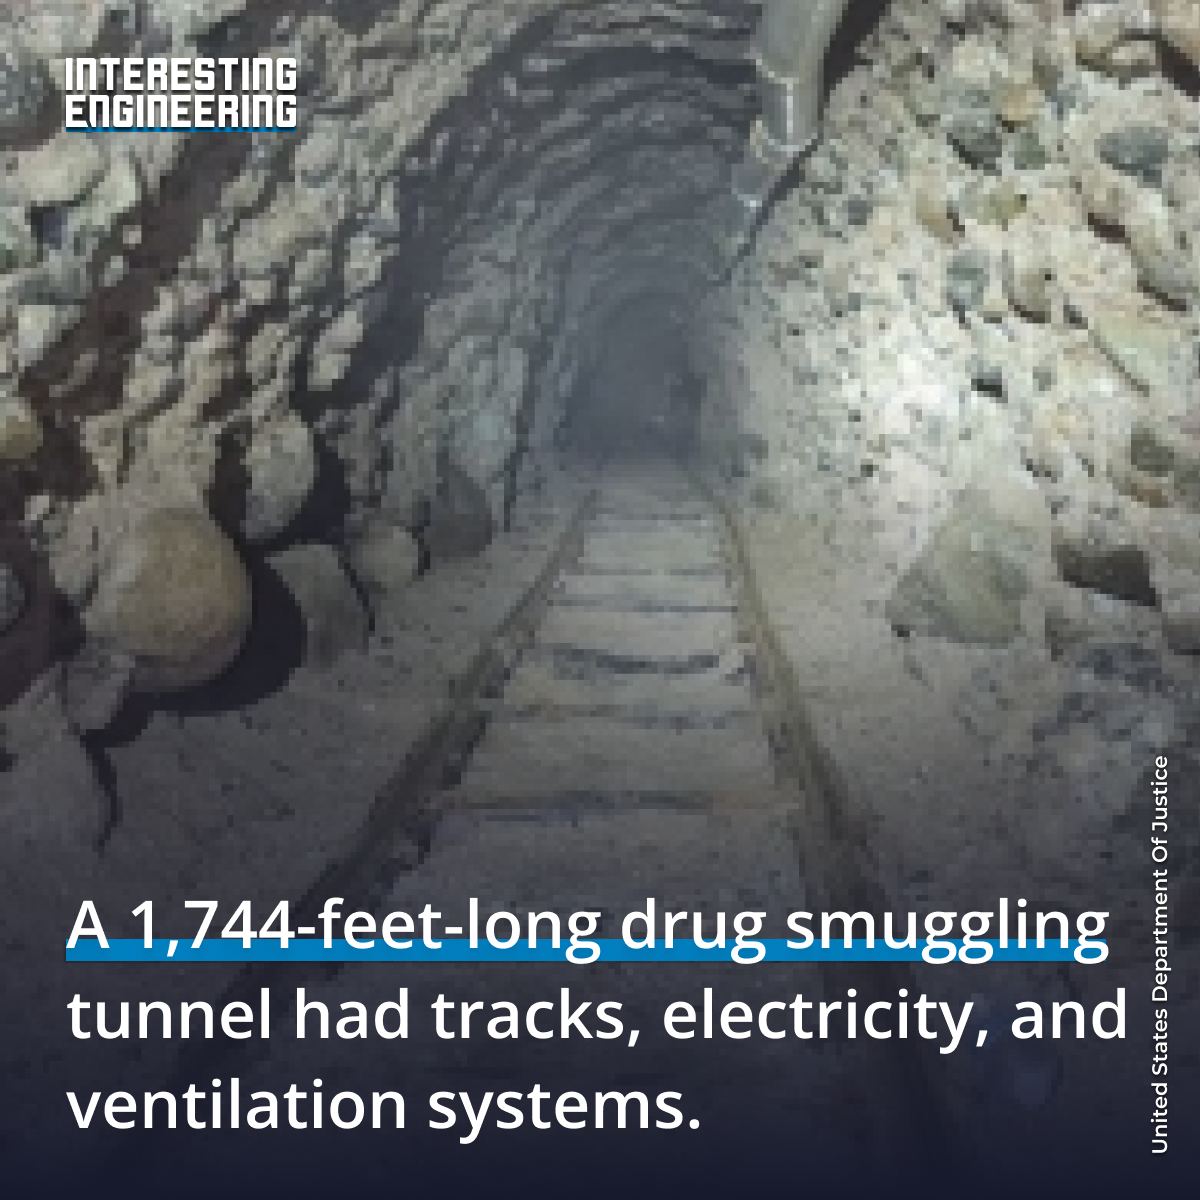 INTERESTING
ENGINEERING
A 1,744-feet-long drug smuggling
tunnel had tracks, electricity, and
ventilation systems.
United States Department Of Justice